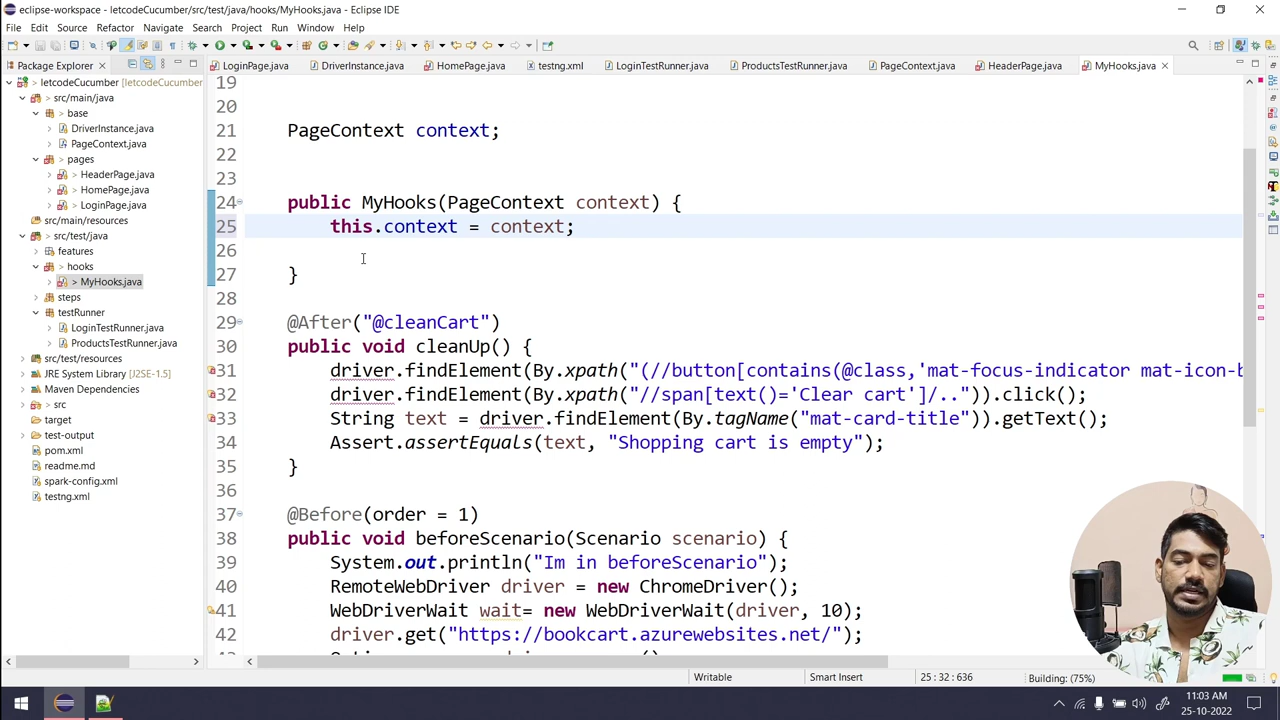 eclipse-workspace - letcodeCucumber/src/test/java/hooks/MyHooks.java - Eclipse IDE
File Edit Source Refactor Navigate Search Project Run Window Help
Package Explorer
LoginPage.java DriverInstance.java HomePage.java testng.xml LoginTestRunner.java ProductsTestRunner.java PageContext.java HeaderPage.java MyHooks.java
letcodeCucumber [letcodeCucumber
src/main/java
> base
DriverInstance.java
PageContext.java
> pages
> HeaderPage.java
> HomePage.java
> LoginPage.java
src/main/resources
> src/test/java
features
> hooks
> MyHooks.java
steps
testRunner
LoginTestRunner.java
ProductsTestRunner.java
src/test/resources
JRE System Library [J2SE-1.5]
Maven Dependencies
> src
target
test-output
pom.xml
readme.md
spark-config.xml
testng.xml
19
20
21 PageContext context;
22
23
24 public MyHooks(PageContext context) {
25 this.context = context;
26
27 }
28
29 @After("@cleanCart")
30 public void cleanUp() {
31 driver.findElement(By.xpath("(//button[contains(@class,'mat-focus-indicator mat-icon-b
32 driver.findElement(By.xpath("//span[text()='Clear cart']/..")).click();
33 String text = driver.findElement(By.tagName("mat-card-title")).getText();
34 Assert.assertEquals(text, "Shopping cart is empty");
35 }
36
37 @Before(order = 1)
38 public void beforeScenario(Scenario scenario) {
39 System.out.println("Im in beforeScenario");
40 RemoteWebDriver driver = new ChromeDriver();
41 WebDriverWait wait= new WebDriverWait(driver, 10);
42 driver.get("https://bookcart.azurewebsites.net/");
Writable Smart Insert 25 : 32 : 636 Building: (75%)
11:03 AM
25-10-2022